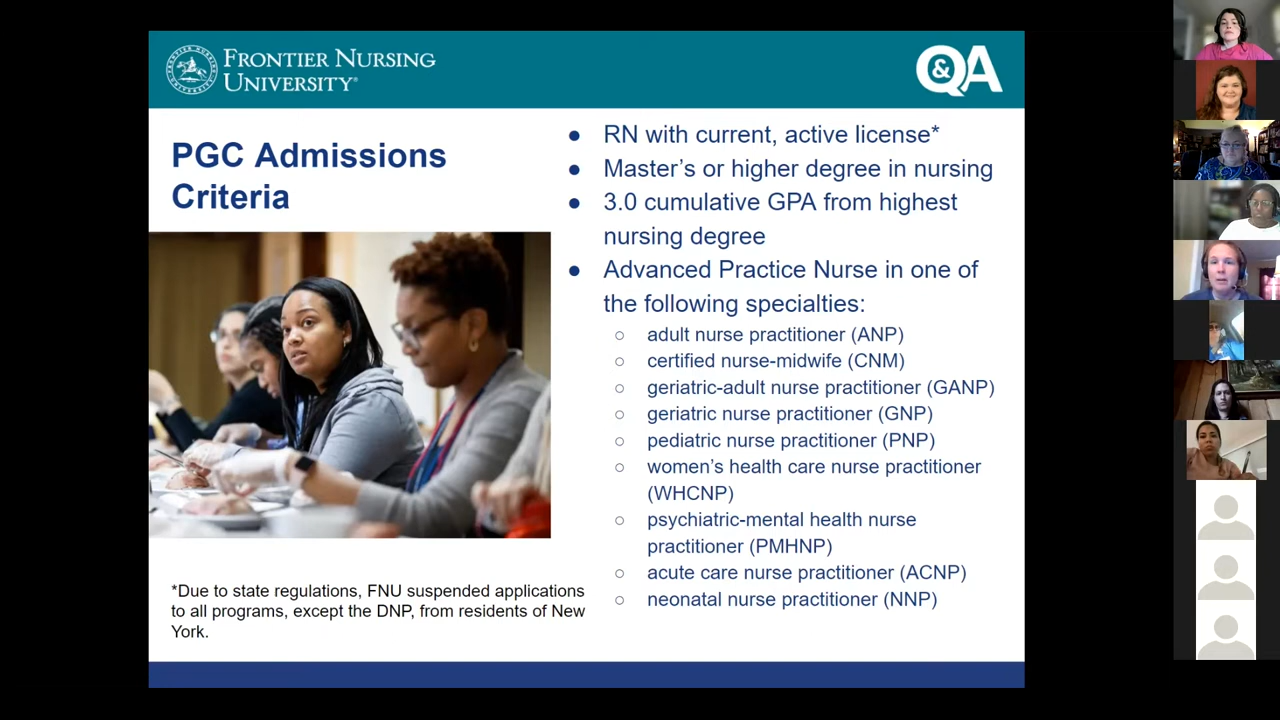 FRONTIER NURSING
UNIVERSITY®
Q&A
PGC Admissions
Criteria
● RN with current, active license*
● Master’s or higher degree in nursing
● 3.0 cumulative GPA from highest
nursing degree
● Advanced Practice Nurse in one of
the following specialties:
○ adult nurse practitioner (ANP)
○ certified nurse-midwife (CNM)
○ geriatric-adult nurse practitioner (GANP)
○ geriatric nurse practitioner (GNP)
○ pediatric nurse practitioner (PNP)
○ women’s health care nurse practitioner
(WHCNP)
○ psychiatric-mental health nurse
practitioner (PMHNP)
○ acute care nurse practitioner (ACNP)
○ neonatal nurse practitioner (NNP)
*Due to state regulations, FNU suspended applications
to all programs, except the DNP, from residents of New
York.